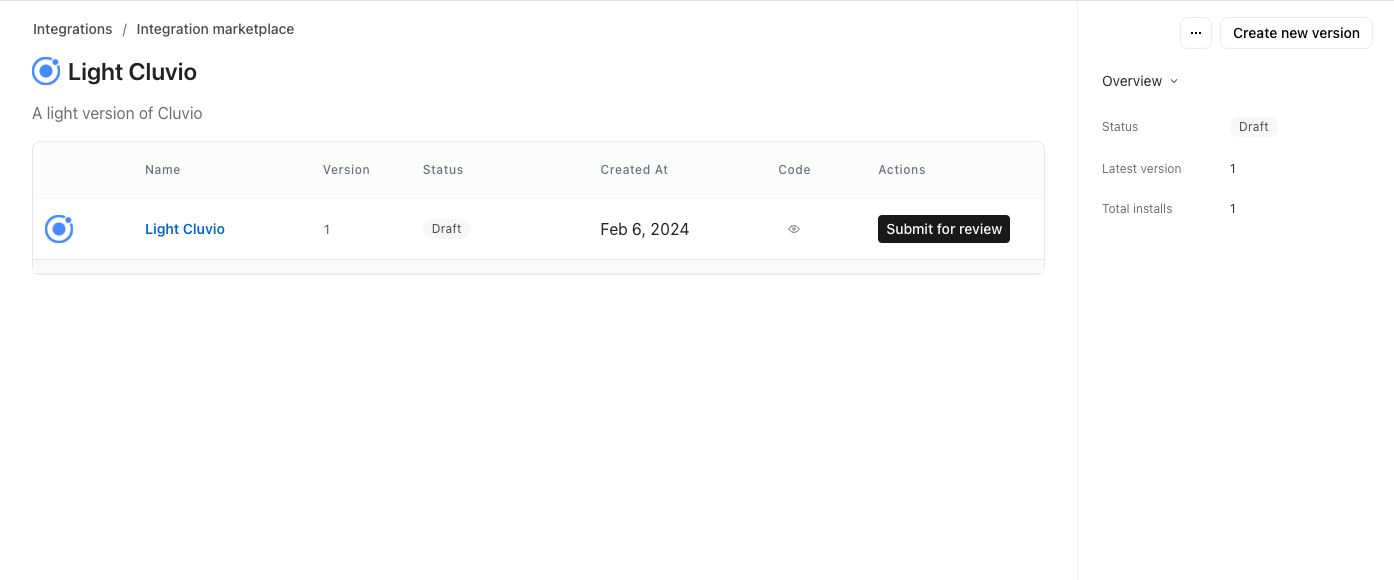 Integrations / Integration marketplace
Light Cluvio
A light version of Cluvio
Name Version Status Created At Code Actions
Light Cluvio 1 Draft Feb 6, 2024 Submit for review
... Create new version
Overview
Status Draft
Latest version 1
Total installs 1